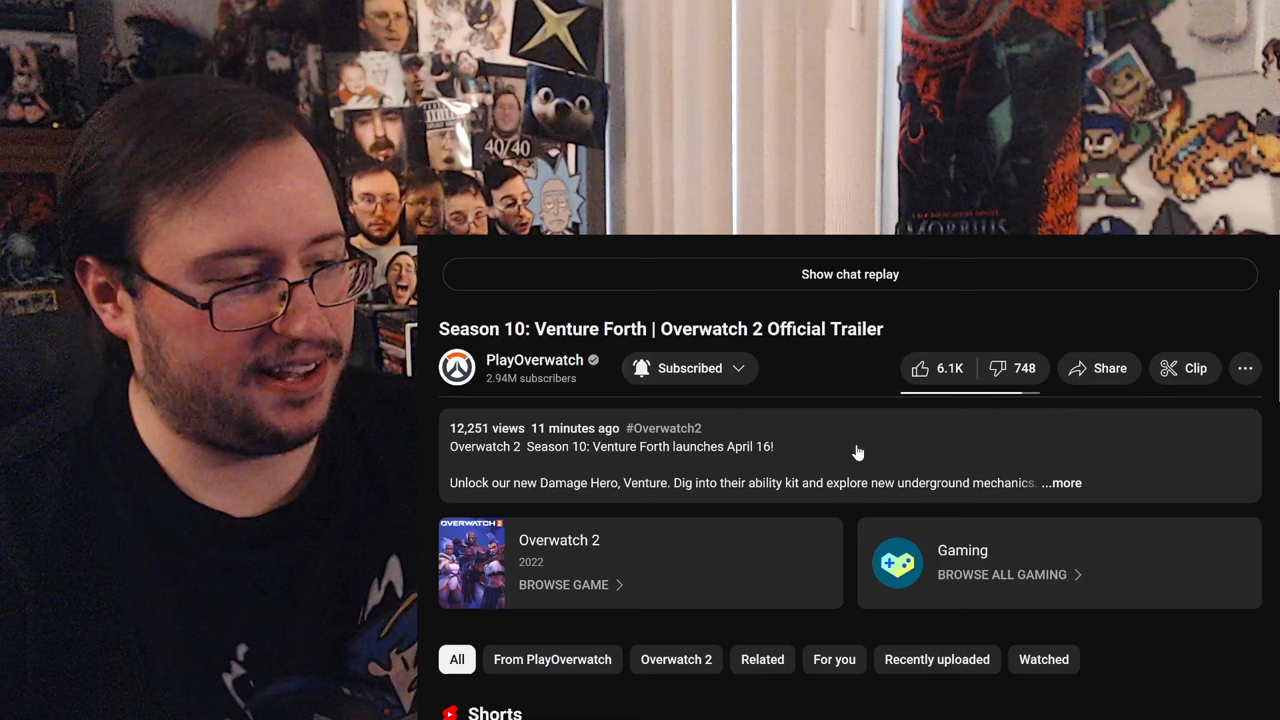 40/40
MORBIUS
Show chat replay
Season 10: Venture Forth | Overwatch 2 Official Trailer
PlayOverwatch
2.94M subscribers
Subscribed
6.1K
748
Share
Clip
12,251 views 11 minutes ago #Overwatch2
Overwatch 2 Season 10: Venture Forth launches April 16!
Unlock our new Damage Hero, Venture. Dig into their ability kit and explore new underground mechanics. ...more
OVERWATCH 2
Overwatch 2
2022
BROWSE GAME
Gaming
BROWSE ALL GAMING
All
From PlayOverwatch
Overwatch 2
Related
For you
Recently uploaded
Watched
Shorts